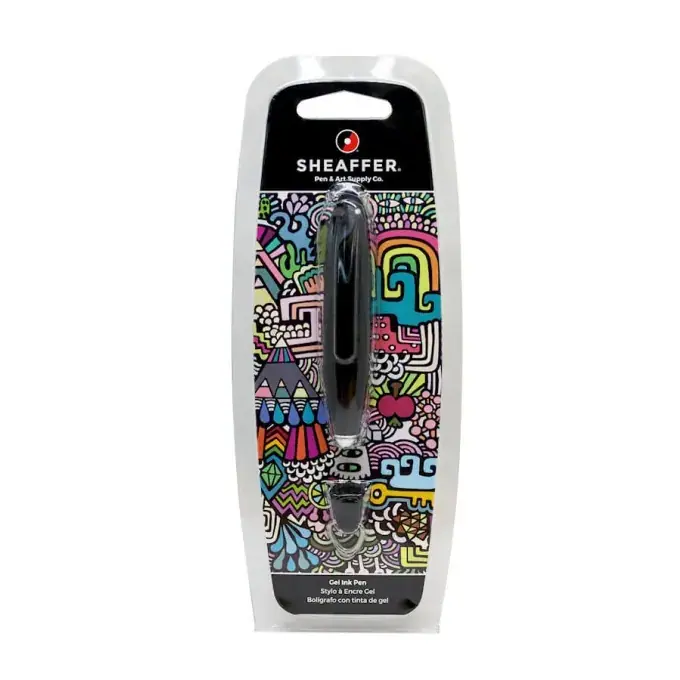 SHEAFFER®
Pen & Art Supply Co.
Gel Ink Pen
Stylo à Encre Gel
Bolígrafo con tinta de gel